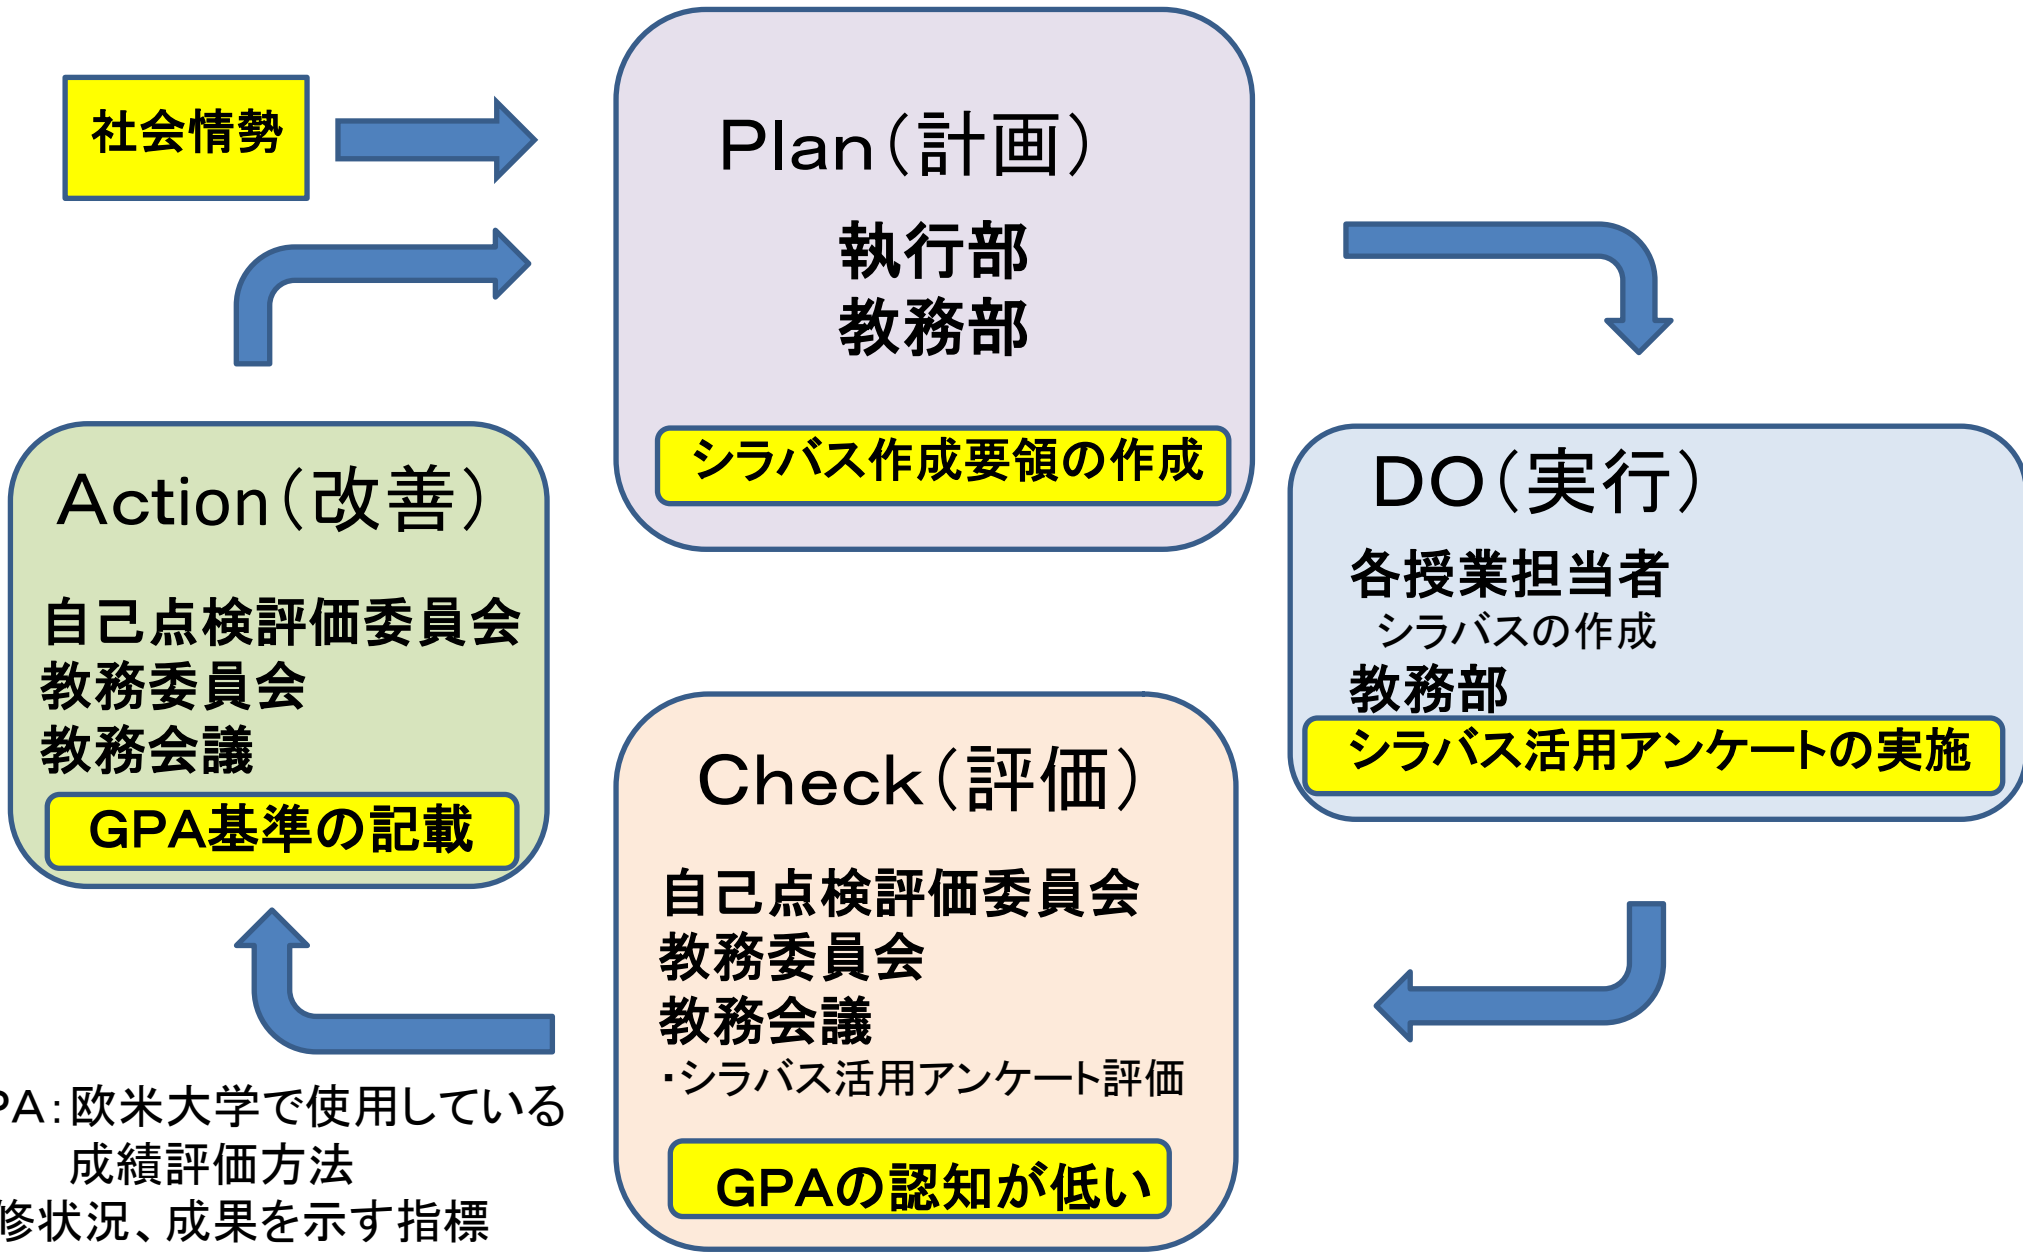 社会情勢
Plan（計画）
執行部
教務部
シラバス作成要領の作成
DO（実行）
各授業担当者
シラバスの作成
教務部
シラバス活用アンケートの実施
Check（評価）
自己点検評価委員会
教務委員会
教務会議
・シラバス活用アンケート評価
GPAの認知が低い
Action（改善）
自己点検評価委員会
教務委員会
教務会議
GPA基準の記載
PA：欧米大学で使用している
成績評価方法
修状況、成果を示す指標